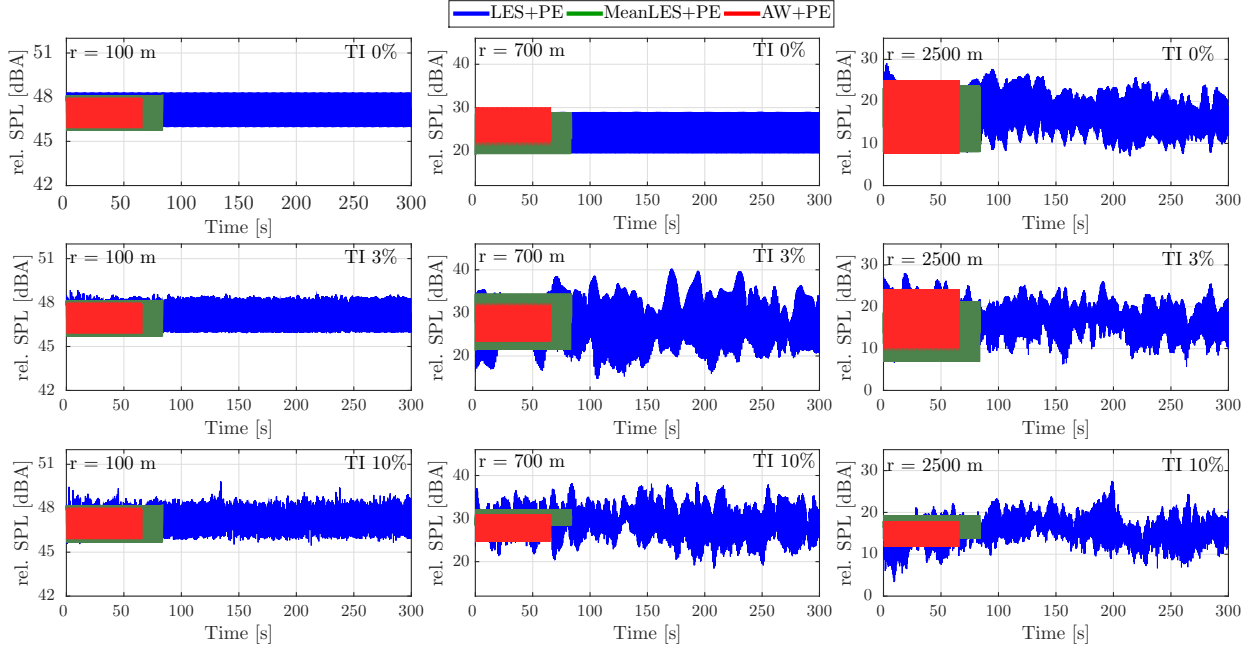 LES+PE MeanLES+PE AW+PE
r = 100 m TI 0%
rel. SPL [dBA]
51
48
45
42
0 50 100 150 200 250 300
Time [s]
r = 700 m TI 0%
rel. SPL [dBA]
40
30
20
0 50 100 150 200 250 300
Time [s]
r = 2500 m TI 0%
rel. SPL [dBA]
30
20
10
0
0 50 100 150 200 250 300
Time [s]
r = 100 m TI 3%
rel. SPL [dBA]
51
48
45
42
0 50 100 150 200 250 300
Time [s]
r = 700 m TI 3%
rel. SPL [dBA]
40
30
20
0 50 100 150 200 250 300
Time [s]
r = 2500 m TI 3%
rel. SPL [dBA]
30
20
10
0
0 50 100 150 200 250 300
Time [s]
r = 100 m TI 10%
rel. SPL [dBA]
51
48
45
42
0 50 100 150 200 250 300
Time [s]
r = 700 m TI 10%
rel. SPL [dBA]
40
30
20
0 50 100 150 200 250 300
Time [s]
r = 2500 m TI 10%
rel. SPL [dBA]
30
20
10
0
0 50 100 150 200 250 300
Time [s]